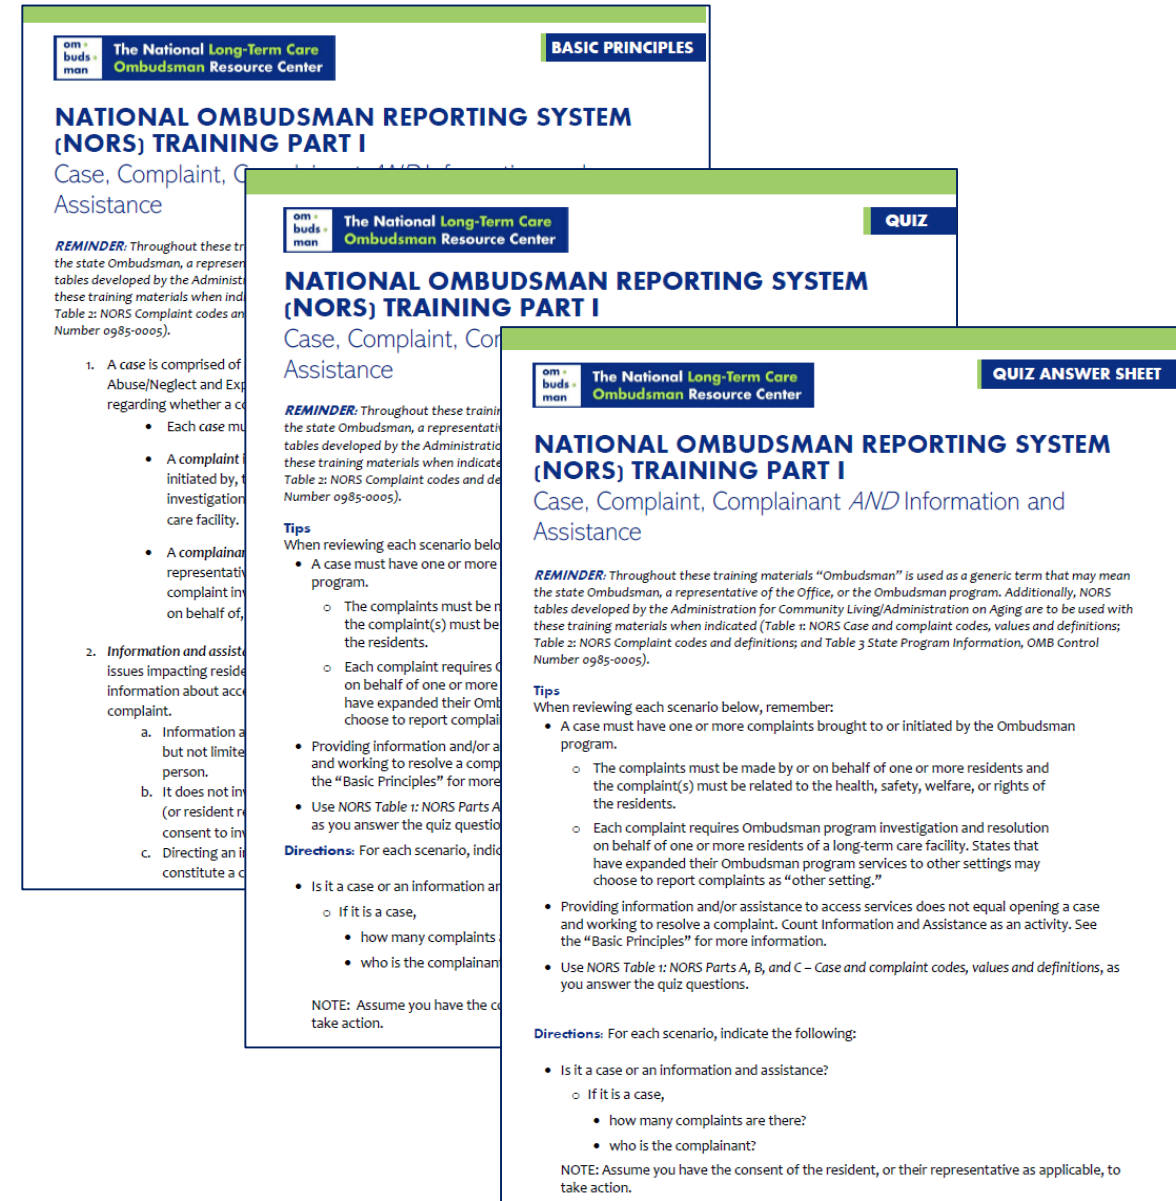 om
buds
man
The National Long-Term Care
Ombudsman Resource Center
BASIC PRINCIPLES
NATIONAL OMBUDSMAN REPORTING SYSTEM
(NORS) TRAINING PART I
Case, Complaint,
Assistance
REMINDER: Throughout these
the state Ombudsman, a
tables developed by the
these training materials when
Table 2: NORS Complaint codes
Number 0985-0005).
1. A case is comprised of
Abuse/Neglect and
regarding whether a
• Each case
• A complaint
initiated by,
investigation
care facility.
• A
complaint
on behalf of,
2. Information and
issues impacting
information about
complaint.
a. Information
but not
person.
b. It does not
(or resident
consent to
c. Directing an
constitute a
om
buds
man
The National Long-Term Care
Ombudsman Resource Center
QUIZ
NATIONAL OMBUDSMAN REPORTING SYSTEM
(NORS) TRAINING PART I
Case, Complaint,
Assistance
REMINDER: Throughout these
the state Ombudsman, a
tables developed by the
these training materials when
Table 2: NORS Complaint codes and
Number 0985-0005).
Tips
When reviewing each scenario
• A case must have one or more
program.
○ The complaints must be
the complaint(s) must be
the residents.
○ Each complaint requires
on behalf of one or more
have expanded their
choose to report
• Providing information and/or
and working to resolve a
the “Basic Principles” for more
• Use NORS Table 1: NORS Parts A
as you answer the quiz
Directions: For each scenario,
• Is it a case or an information
○ If it is a case,
• how many complaints
• who is the
NOTE: Assume you have the
take action.
om
buds
man
The National Long-Term Care
Ombudsman Resource Center
QUIZ ANSWER SHEET
NATIONAL OMBUDSMAN REPORTING SYSTEM
(NORS) TRAINING PART I
Case, Complaint, Complainant AND Information and
Assistance
REMINDER: Throughout these training materials “Ombudsman” is used as a generic term that may mean
the state Ombudsman, a representative of the Office, or the Ombudsman program. Additionally, NORS
tables developed by the Administration for Community Living/Administration on Aging are to be used with
these training materials when indicated (Table 1: NORS Case and complaint codes, values and definitions;
Table 2: NORS Complaint codes and definitions; and Table 3 State Program Information, OMB Control
Number 0985-0005).
Tips
When reviewing each scenario below, remember:
• A case must have one or more complaints brought to or initiated by the Ombudsman
program.
○ The complaints must be made by or on behalf of one or more residents and
the complaint(s) must be related to the health, safety, welfare, or rights of
the residents.
○ Each complaint requires Ombudsman program investigation and resolution
on behalf of one or more residents of a long-term care facility. States that
have expanded their Ombudsman program services to other settings may
choose to report complaints as “other setting.”
• Providing information and/or assistance to access services does not equal opening a case
and working to resolve a complaint. Count Information and Assistance as an activity. See
the “Basic Principles” for more information.
• Use NORS Table 1: NORS Parts A, B, and C – Case and complaint codes, values and definitions, as
you answer the quiz questions.
Directions: For each scenario, indicate the following:
• Is it a case or an information and assistance?
○ If it is a case,
• how many complaints are there?
• who is the complainant?
NOTE: Assume you have the consent of the resident, or their representative as applicable, to
take action.